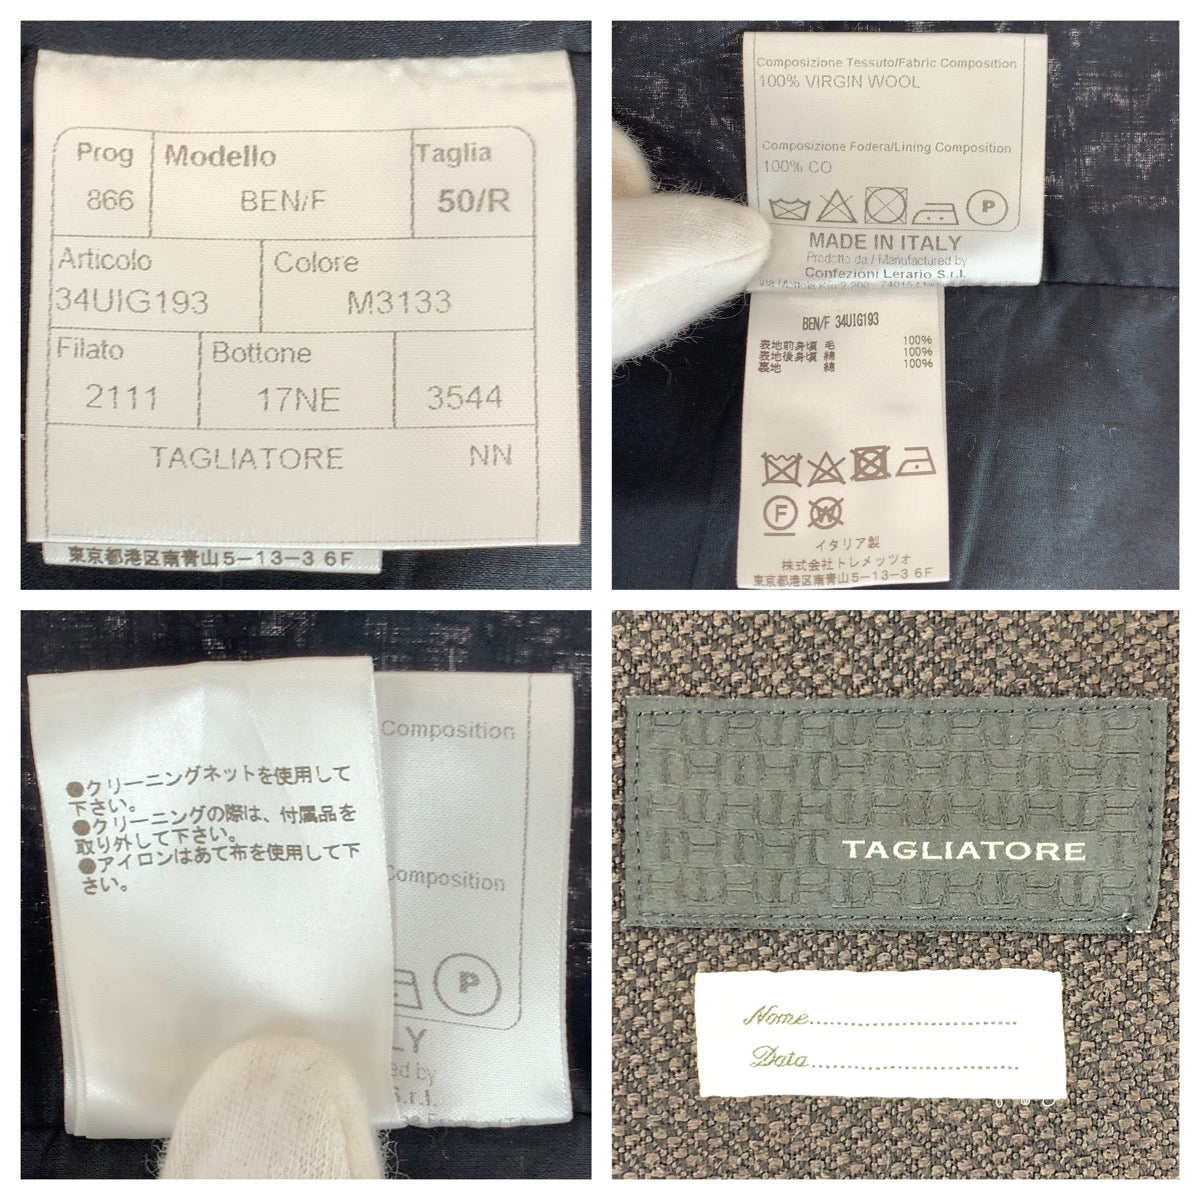 Prog Modello Taglia
866 BEN/F 50/R
Articolo Colore
34UIG193 M3133
Filato Bottone
2111 17NE 3544
TAGLIATORE NN
東京都港区南青山5-13-3 6F
Composizione Tessuto/Fabric Composition
100% VIRGIN WOOL
Composizione Fodera/Lining Composition
100% CO
P
MADE IN ITALY
Prodotto da / Manufactured by
Confezioni Lerario S.r.l.
BEN/F 34UIG193
表地前身頃 毛 100%
表地後身頃 綿 100%
裏地 綿 100%
F W
イタリア製
株式会社トレメッツォ
東京都港区南青山5-13-3 6F
●クリーニングネットを使用して
下さい。
●クリーニングの際は、付属品を
取り外して下さい。
●アイロンはあて布を使用して下
さい。
Composition
Composition
P
LY
ed by
S.r.l.
TAGLIATORE
Nome
Data